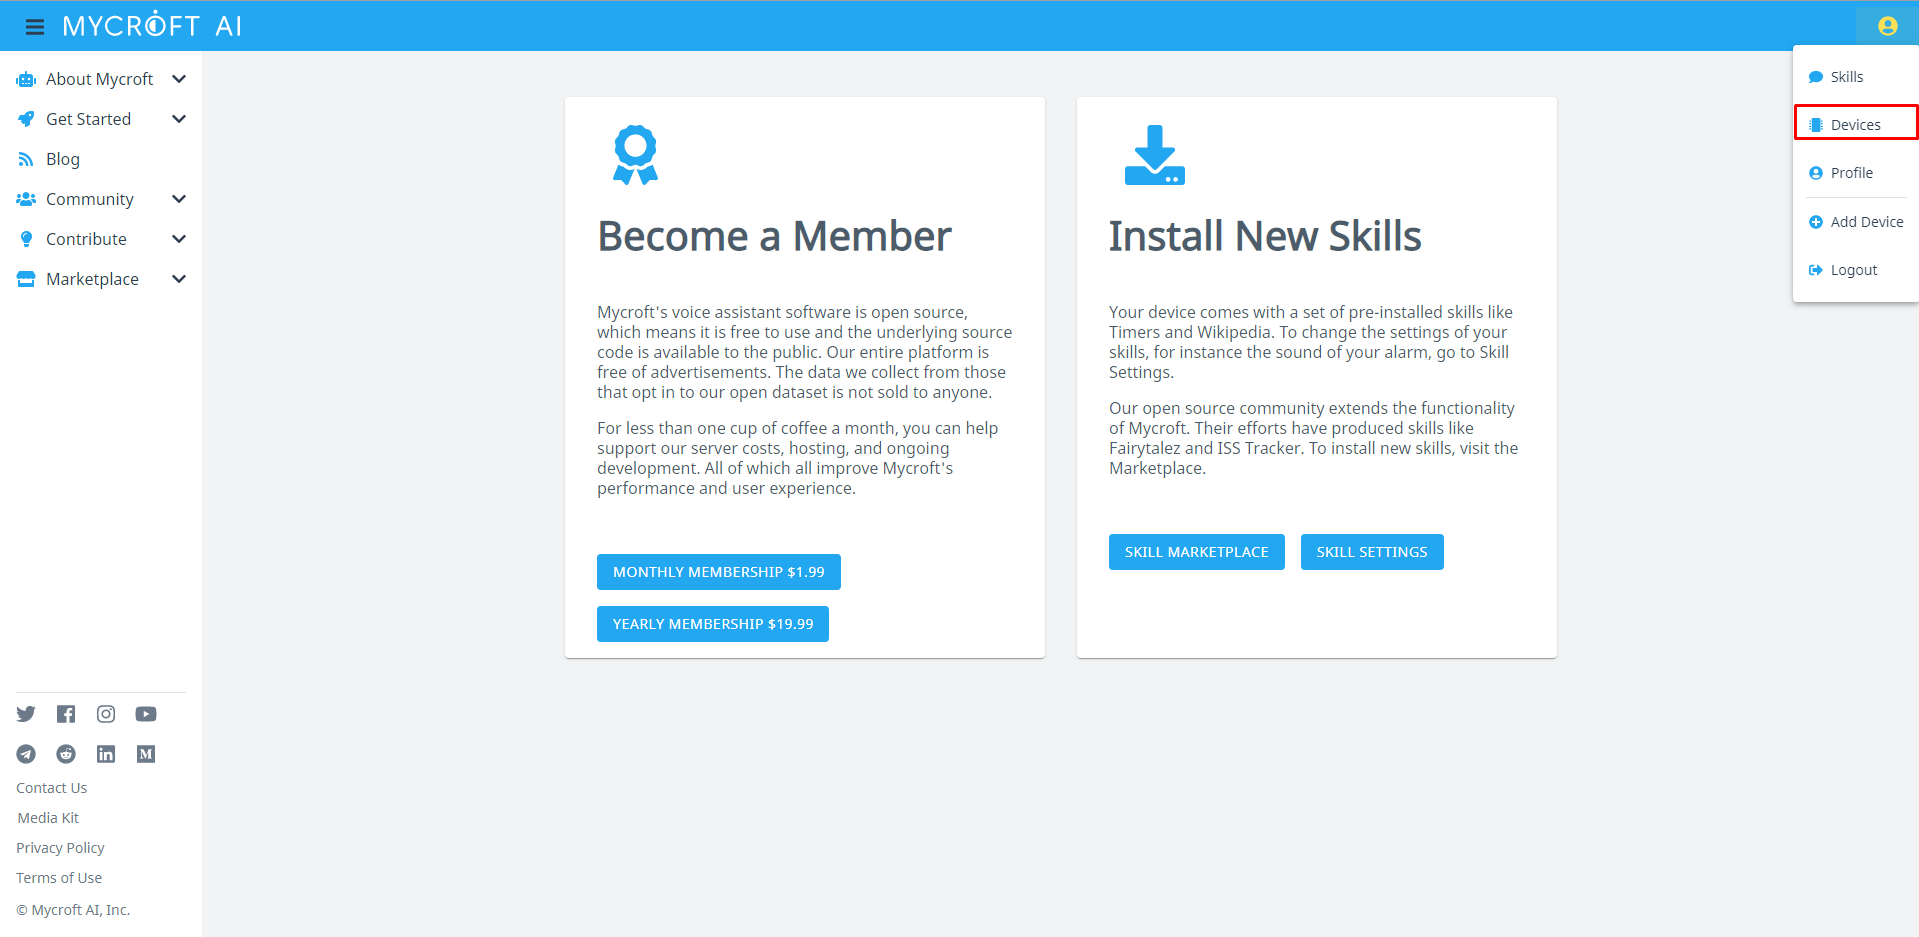 MYCROFT AI
About Mycroft
Get Started
Blog
Community
Contribute
Marketplace
Become a Member
Mycroft's voice assistant software is open source,
which means it is free to use and the underlying source
code is available to the public. Our entire platform is
free of advertisements. The data we collect from those
that opt in to our open dataset is not sold to anyone.
For less than one cup of coffee a month, you can help
support our server costs, hosting, and ongoing
development. All of which all improve Mycroft's
performance and user experience.
MONTHLY MEMBERSHIP $1.99
YEARLY MEMBERSHIP $19.99
Install New Skills
Your device comes with a set of pre-installed skills like
Timers and Wikipedia. To change the settings of your
skills, for instance the sound of your alarm, go to Skill
Settings.
Our open source community extends the functionality
of Mycroft. Their efforts have produced skills like
Fairytalez and ISS Tracker. To install new skills, visit the
Marketplace.
SKILL MARKETPLACE
SKILL SETTINGS
Skills
Devices
Profile
Add Device
Logout
Contact Us
Media Kit
Privacy Policy
Terms of Use
© Mycroft AI, Inc.